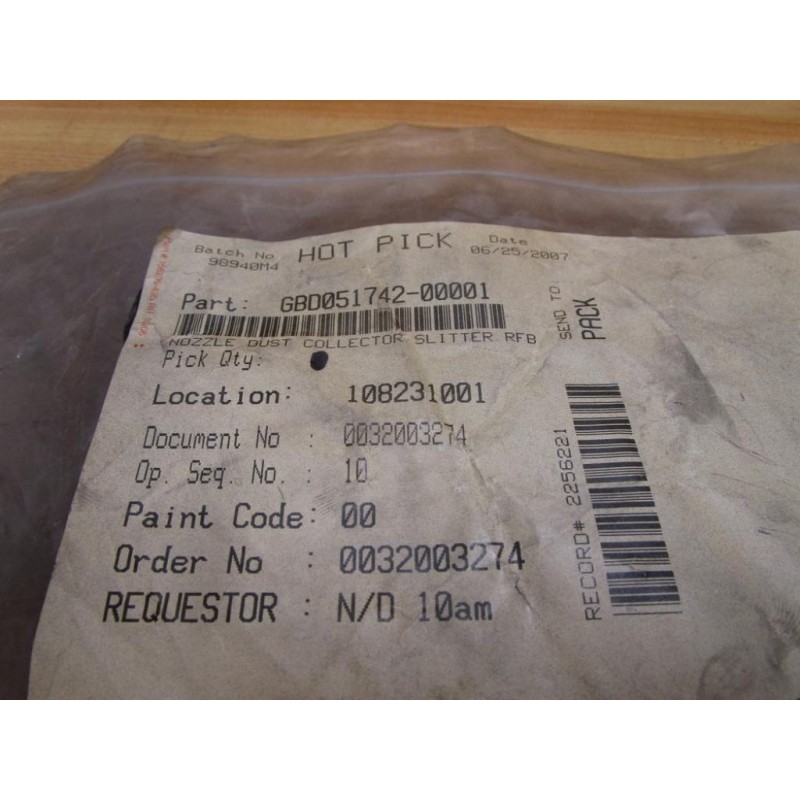 Batch No HOT PICK Date
98940M4 06/25/2007
Part: GBD051742-00001
NOZZLE DUST COLLECTOR SLITTER RFB
Pick Qty:
Location: 108231001
Document No : 0032003274
Op. Seq. No. : 10
Paint Code: 00
Order No : 0032003274
REQUESTOR : N/D 10am
SEND TO
PACK
RECORD# 2256221